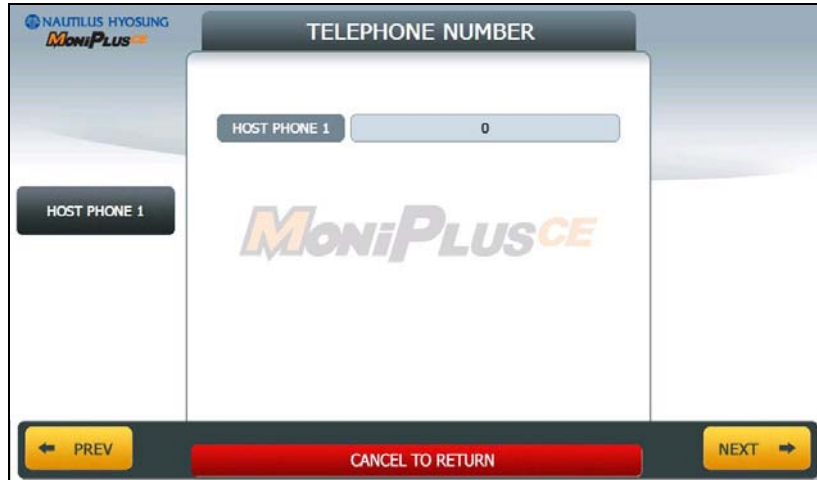 NAUTILUS HYOSUNG
MoniPlusCE
TELEPHONE NUMBER
HOST PHONE 1
0
HOST PHONE 1
MoniPlusCE
PREV
CANCEL TO RETURN
NEXT